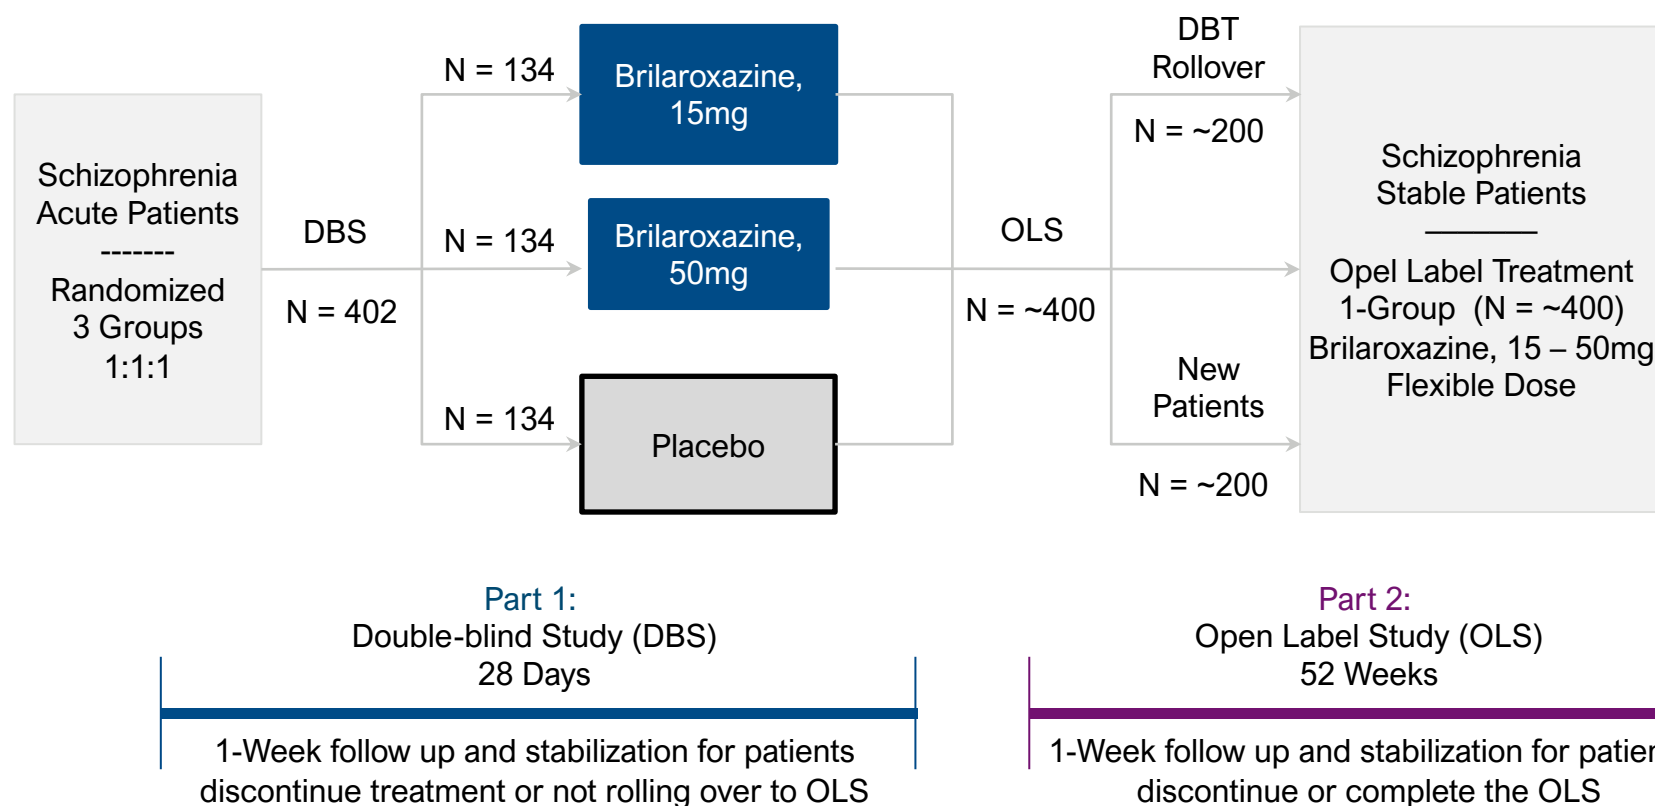 Schizophrenia
Acute Patients
-------
Randomized
3 Groups
1:1:1
DBS
N = 402
N = 134
Brilaroxazine,
15mg
N = 134
Brilaroxazine,
50mg
N = 134
Placebo
OLS
N = ~400
DBT
Rollover
N = ~200
New
Patients
N = ~200
Schizophrenia
Stable Patients
Opel Label Treatment
1-Group (N = ~400)
Brilaroxazine, 15 – 50mg
Flexible Dose
Part 1:
Double-blind Study (DBS)
28 Days
1-Week follow up and stabilization for patients
discontinue treatment or not rolling over to OLS
Part 2:
Open Label Study (OLS)
52 Weeks
1-Week follow up and stabilization for
discontinue or complete the OLS